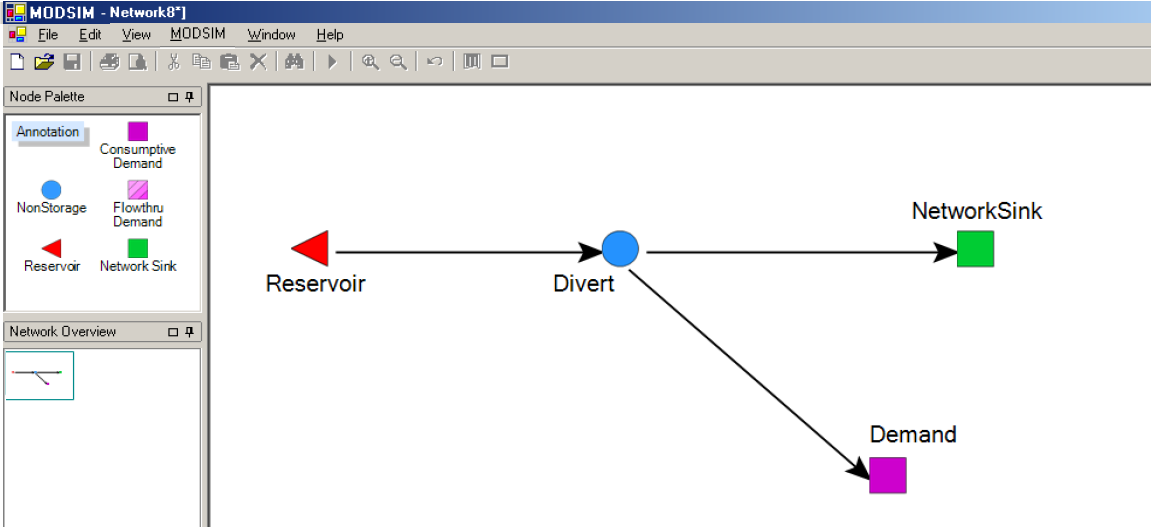 MODSIM - Network8*]
File Edit View MODSIM Window Help
Node Palette
Annotation
Consumptive
Demand
NonStorage
Flowthru
Demand
Reservoir
Network Sink
Network Overview
NetworkSink
Reservoir
Divert
Demand